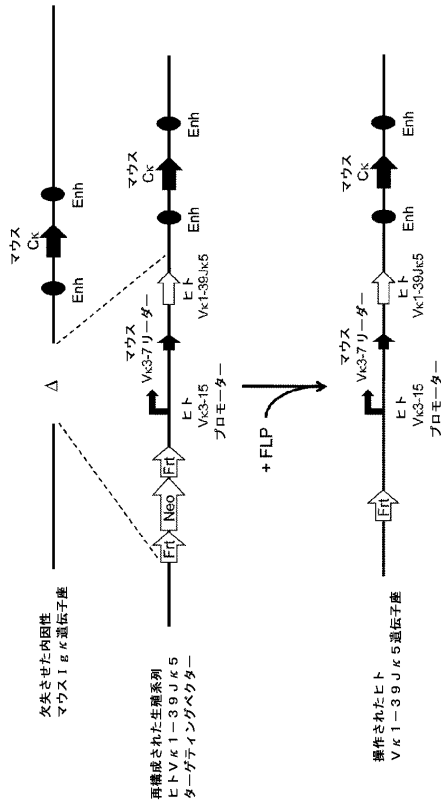 欠失させた内因性
マウスIgκ遺伝子座
Δ
マウス
Cκ
Enh
Enh
再構成された生殖系列
ヒトVκ1-39Jκ5
ターゲティングベクター
Frt
Neo
Frt
ヒト
Vκ3-15
プロモーター
マウス
Vκ3-7リーダー
ヒト
Vκ1-39Jκ5
マウス
Cκ
Enh
Enh
+ FLP
操作されたヒト
Vκ1-39Jκ5遺伝子座
Frt
ヒト
Vκ3-15
プロモーター
マウス
Vκ3-7リーダー
ヒト
Vκ1-39Jκ5
マウス
Cκ
Enh
Enh